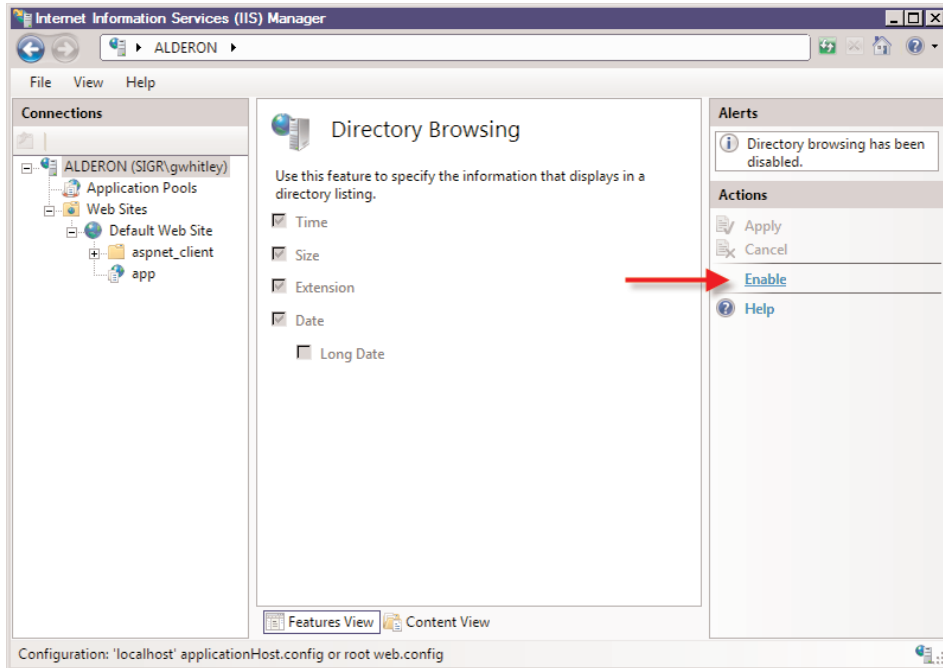 Internet Information Services (IIS) Manager
ALDERON
File View Help
Connections
ALDERON (SIGR\gwhitley)
Application Pools
Web Sites
Default Web Site
aspnet_client
app
Directory Browsing
Use this feature to specify the information that displays in a
directory listing.
Time
Size
Extension
Date
Long Date
Features View Content View
Alerts
Directory browsing has been
disabled.
Actions
Apply
Cancel
Enable
Help
Configuration: 'localhost' applicationHost.config or root web.config